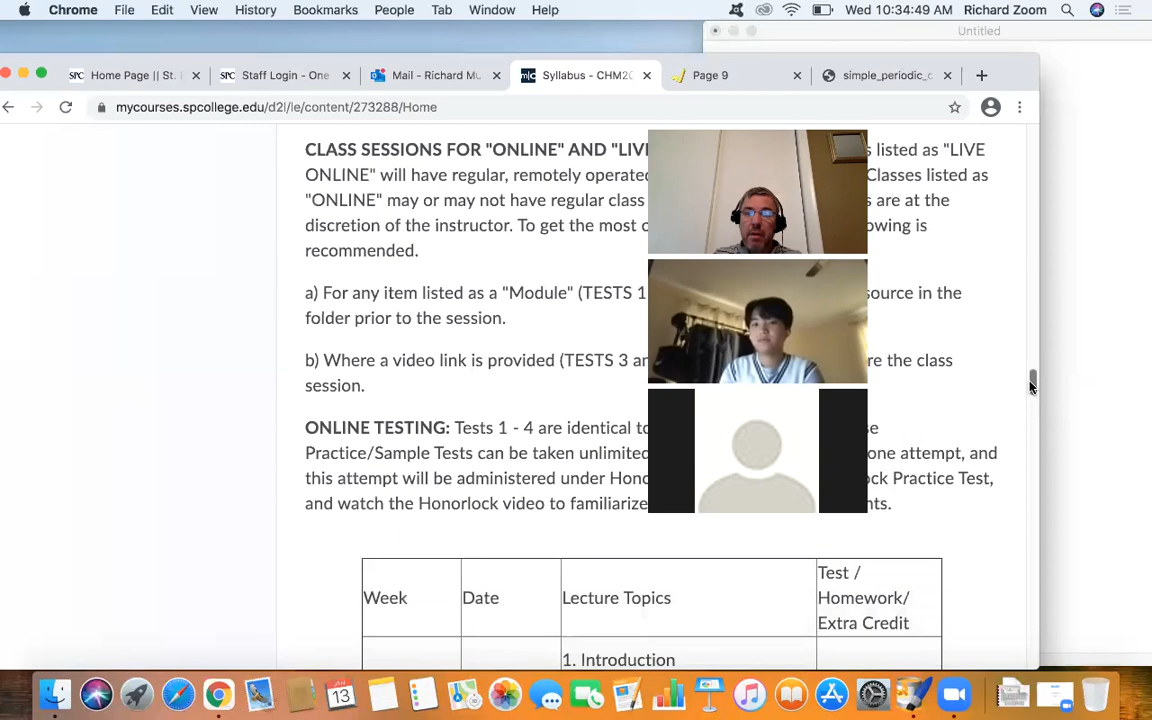 Chrome File Edit View History Bookmarks People Tab Window Help Wed 10:34:49 AM Richard Zoom
Untitled
SPC Home Page || St. SPC Staff Login - One Mail - Richard Mu Syllabus - CHM20 Page 9 simple_periodic_c
mycourses.spcollege.edu/d2l/le/content/273288/Home
CLASS SESSIONS FOR "ONLINE" AND "LIV s listed as "LIVE
ONLINE" will have regular, remotely operated Classes listed as
"ONLINE" may or may not have regular class s are at the
discretion of the instructor. To get the most o owing is
recommended.
a) For any item listed as a "Module" (TESTS 1 source in the
folder prior to the session.
b) Where a video link is provided (TESTS 3 an re the class
session.
ONLINE TESTING: Tests 1 - 4 are identical to se
Practice/Sample Tests can be taken unlimited one attempt, and
this attempt will be administered under Hono ck Practice Test,
and watch the Honorlock video to familiarize nts.
Week Date Lecture Topics Test /
Homework/
Extra Credit
1. Introduction
JAN
13